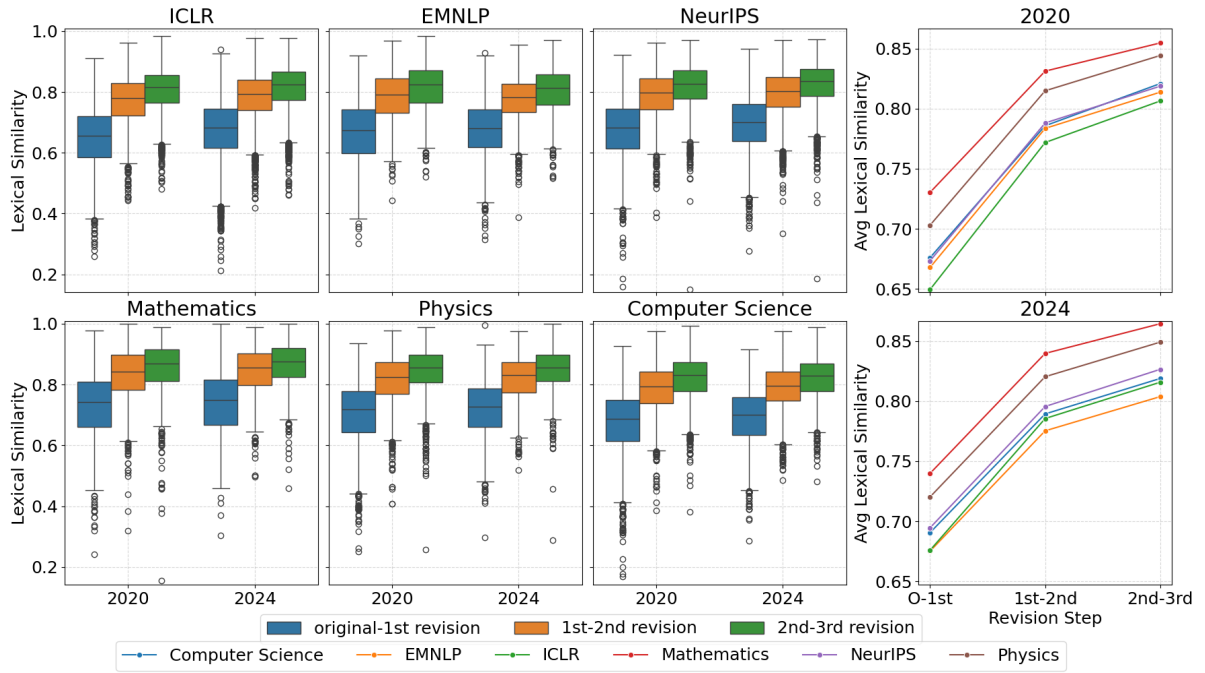 ICLR
EMNLP
NeurIPS
2020
Lexical Similarity
1.0
0.8
0.6
0.4
0.2
Avg Lexical Similarity
0.85
0.80
0.75
0.70
0.65
Mathematics
Physics
Computer Science
2024
Lexical Similarity
1.0
0.8
0.6
0.4
0.2
2020 2024
2020 2024
2020 2024
Avg Lexical Similarity
0.85
0.80
0.75
0.70
0.65
O-1st 1st-2nd 2nd-3rd
Revision Step
original-1st revision 1st-2nd revision 2nd-3rd revision
Computer Science EMNLP ICLR Mathematics NeurIPS Physics